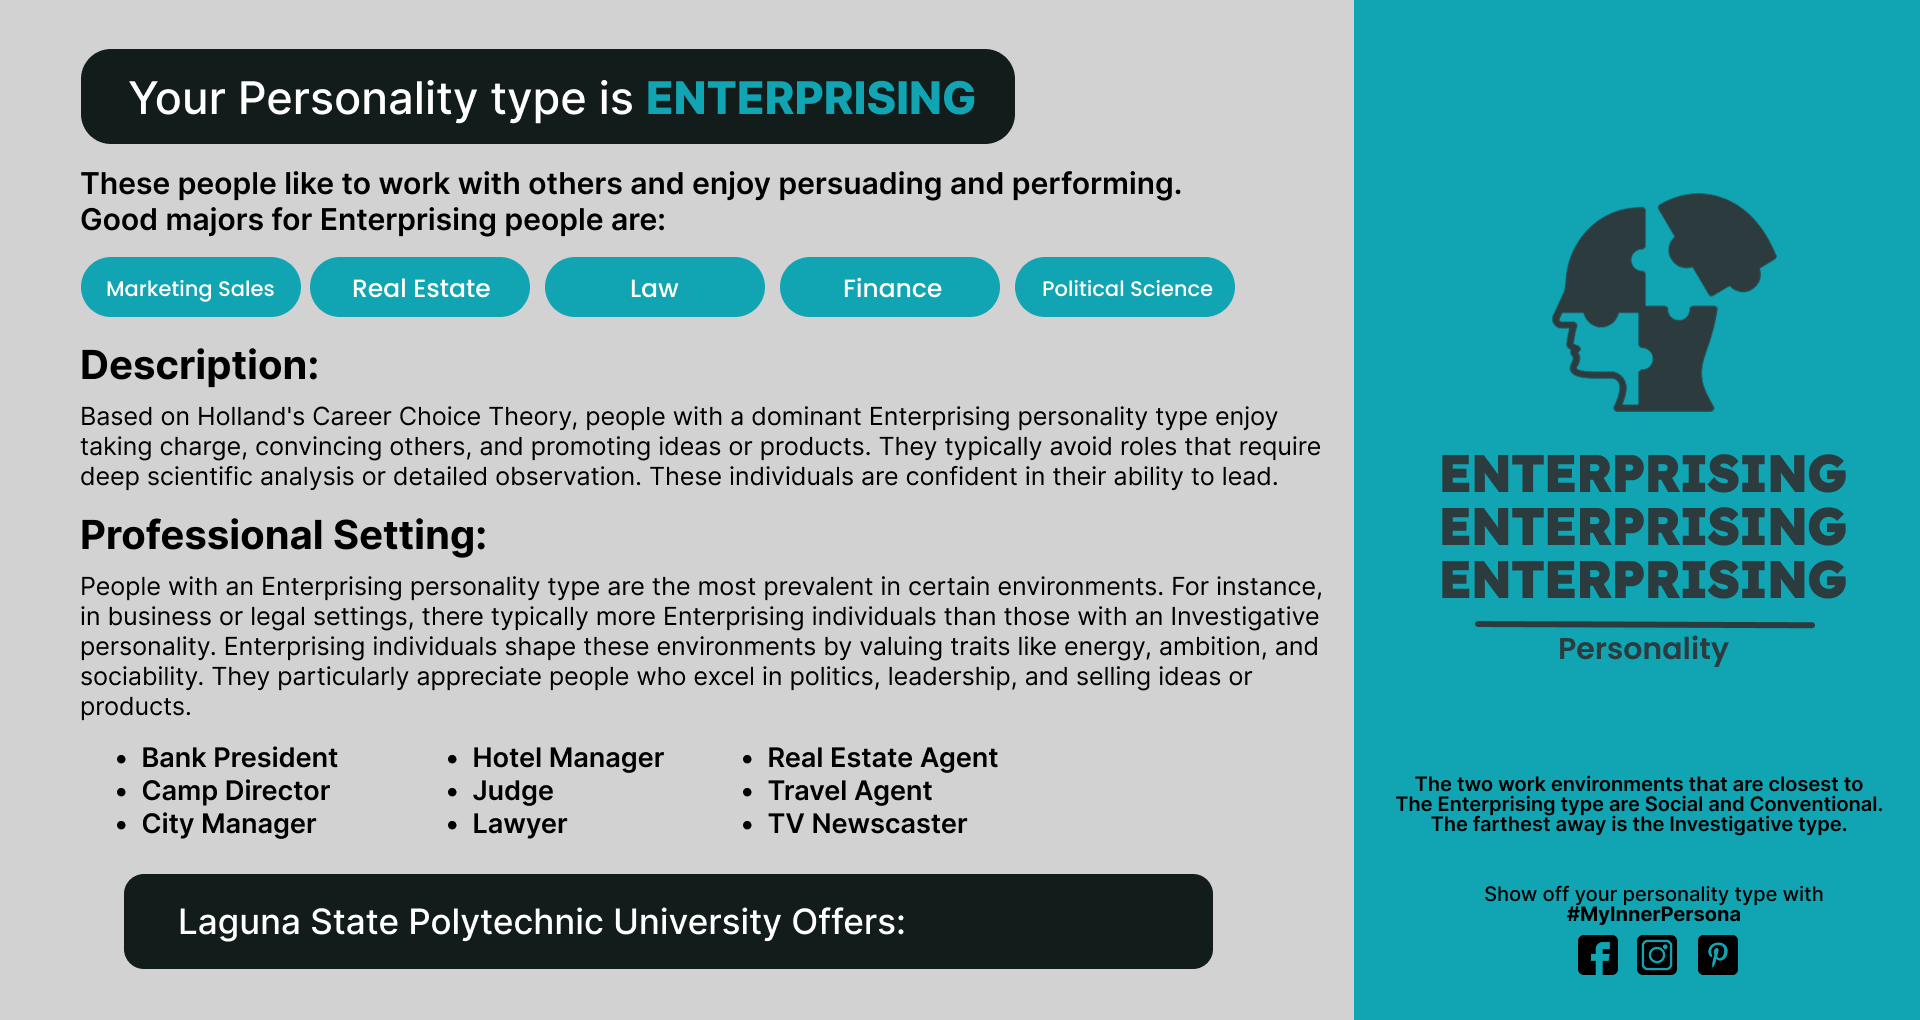 Your Personality type is ENTERPRISING
These people like to work with others and enjoy persuading and performing.
Good majors for Enterprising people are:
Marketing Sales
Real Estate
Law
Finance
Political Science
Description:
Based on Holland's Career Choice Theory, people with a dominant Enterprising personality type enjoy
taking charge, convincing others, and promoting ideas or products. They typically avoid roles that require
deep scientific analysis or detailed observation. These individuals are confident in their ability to lead.
Professional Setting:
People with an Enterprising personality type are the most prevalent in certain environments. For instance,
in business or legal settings, there typically more Enterprising individuals than those with an Investigative
personality. Enterprising individuals shape these environments by valuing traits like energy, ambition, and
sociability. They particularly appreciate people who excel in politics, leadership, and selling ideas or
products.
• Bank President
• Camp Director
• City Manager
• Hotel Manager
• Judge
• Lawyer
• Real Estate Agent
• Travel Agent
• TV Newscaster
Laguna State Polytechnic University Offers:
ENTERPRISING
ENTERPRISING
ENTERPRISING
Personality
The two work environments that are closest to
The Enterprising type are Social and Conventional.
The farthest away is the Investigative type.
Show off your personality type with
#MyInnerPersona